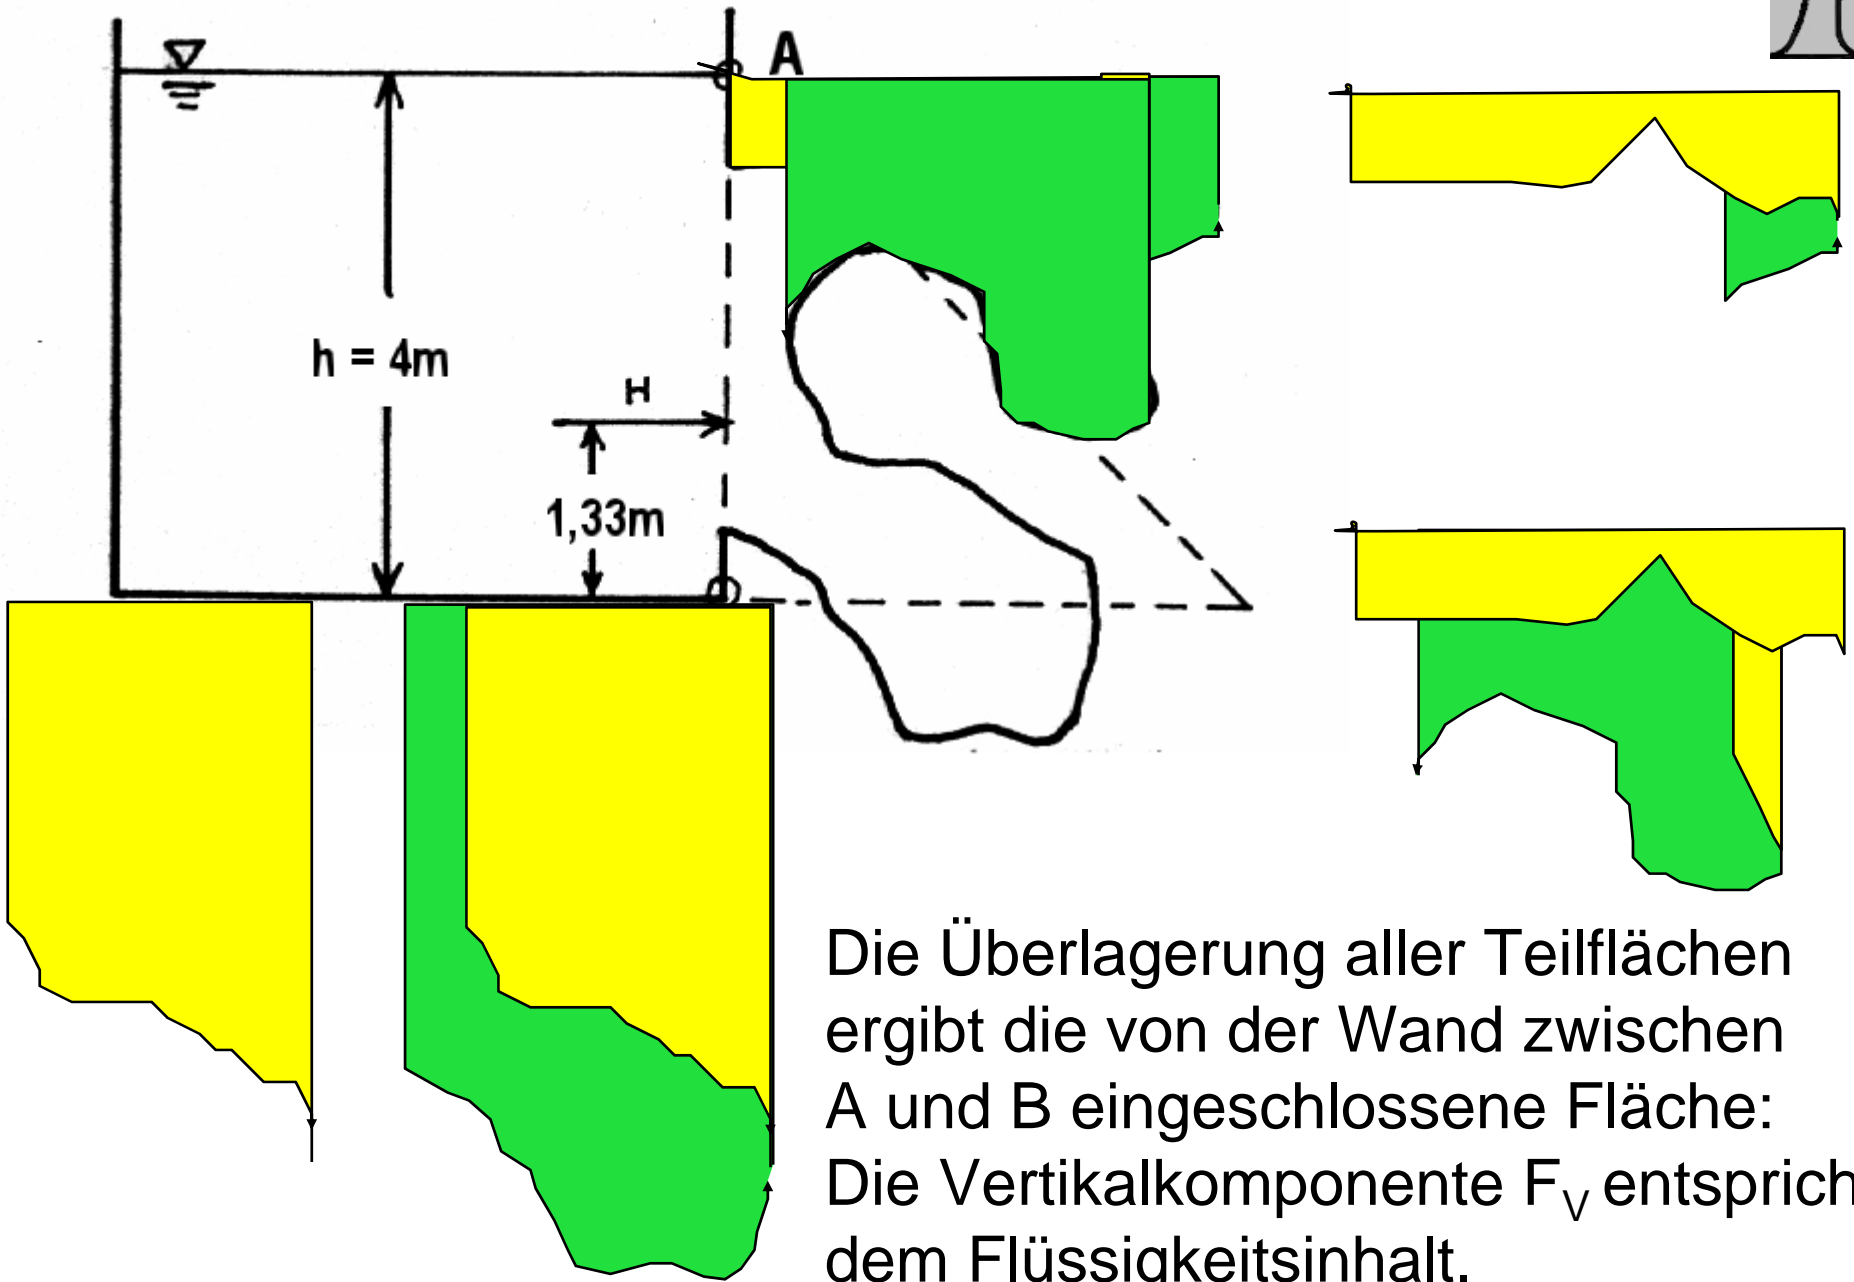 A
h = 4m
H
1,33m
Die Überlagerung aller Teilflächen
ergibt die von der Wand zwischen
A und B eingeschlossene Fläche:
Die Vertikalkomponente FV entsprich
dem Flüssigkeitsinhalt.